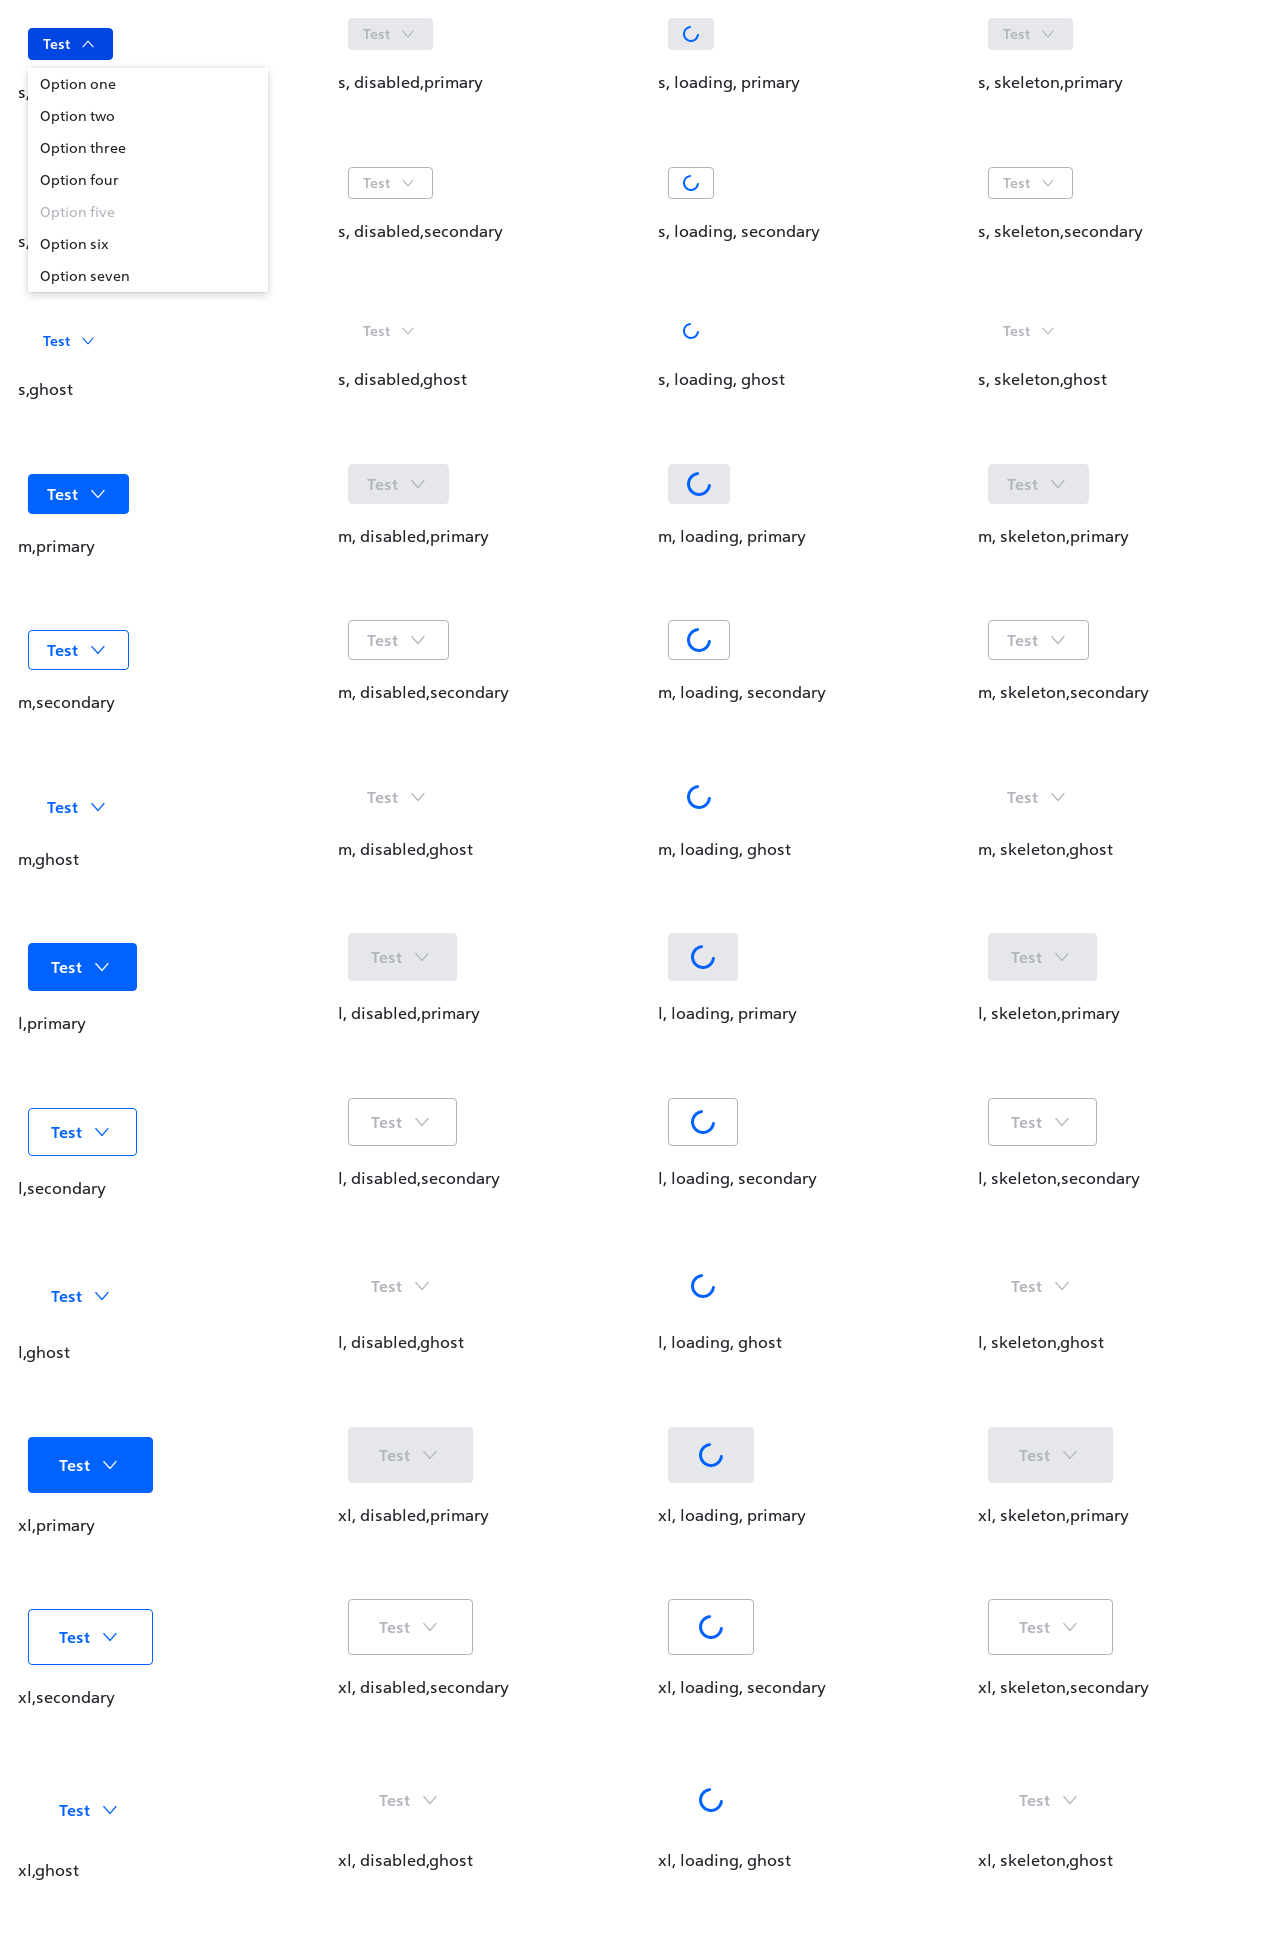 Test
Test
Test
s,
s, disabled,primary
s, loading, primary
s, skeleton,primary
Option one
Option two
Option three
Option four
Option five
Option six
Option seven
Test
Test
s,
s, disabled,secondary
s, loading, secondary
s, skeleton,secondary
Test
Test
Test
s,ghost
s, disabled,ghost
s, loading, ghost
s, skeleton,ghost
Test
Test
Test
m,primary
m, disabled,primary
m, loading, primary
m, skeleton,primary
Test
Test
Test
m,secondary
m, disabled,secondary
m, loading, secondary
m, skeleton,secondary
Test
Test
Test
m,ghost
m, disabled,ghost
m, loading, ghost
m, skeleton,ghost
Test
Test
Test
l,primary
l, disabled,primary
l, loading, primary
l, skeleton,primary
Test
Test
Test
l,secondary
l, disabled,secondary
l, loading, secondary
l, skeleton,secondary
Test
Test
Test
l,ghost
l, disabled,ghost
l, loading, ghost
l, skeleton,ghost
Test
Test
Test
xl,primary
xl, disabled,primary
xl, loading, primary
xl, skeleton,primary
Test
Test
Test
xl,secondary
xl, disabled,secondary
xl, loading, secondary
xl, skeleton,secondary
Test
Test
Test
xl,ghost
xl, disabled,ghost
xl, loading, ghost
xl, skeleton,ghost